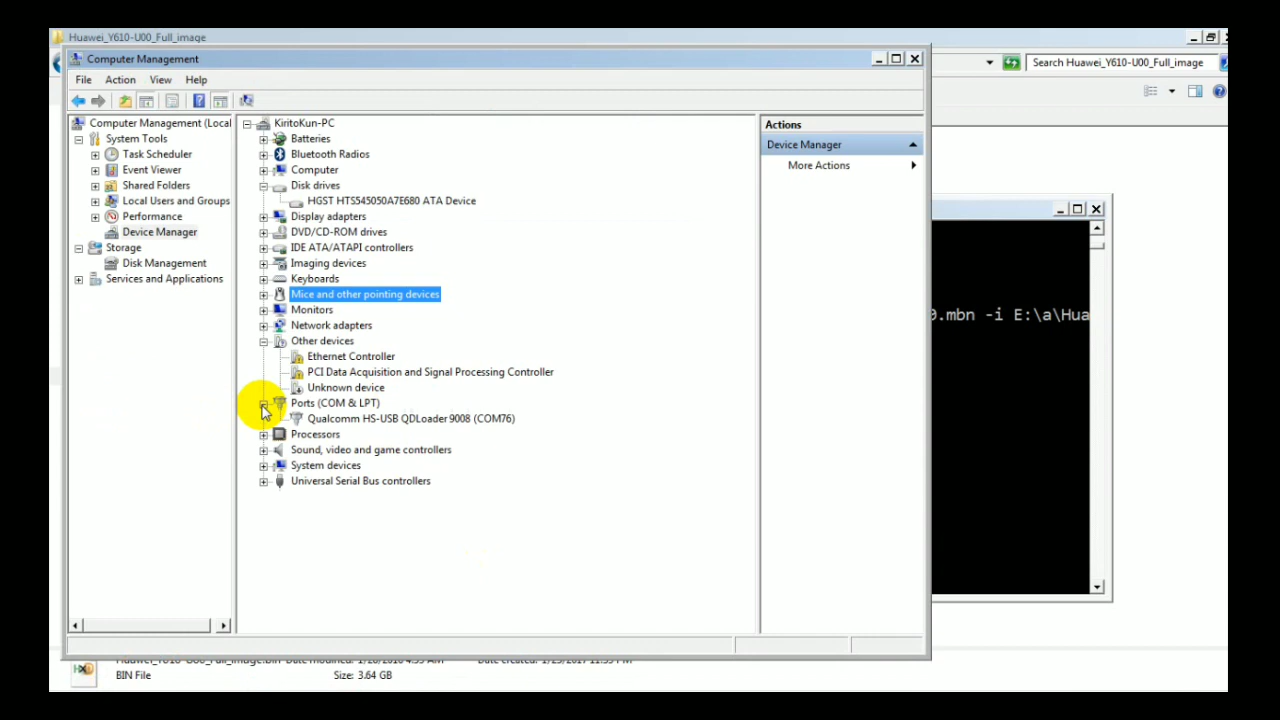 Huawei_Y610-U00_Full_image
Computer Management
Search Huawei_Y610-U00_Full_image
File Action View Help
Computer Management (Local
System Tools
Task Scheduler
Event Viewer
Shared Folders
Local Users and Groups
Performance
Device Manager
Storage
Disk Management
Services and Applications
KiritoKun-PC
Batteries
Bluetooth Radios
Computer
Disk drives
HGST HTS545050A7E680 ATA Device
Display adapters
DVD/CD-ROM drives
IDE ATA/ATAPI controllers
Imaging devices
Keyboards
Mice and other pointing devices
Monitors
Network adapters
Other devices
Ethernet Controller
PCI Data Acquisition and Signal Processing Controller
Unknown device
Ports (COM & LPT)
Qualcomm HS-USB QDLoader 9008 (COM76)
Processors
Sound, video and game controllers
System devices
Universal Serial Bus controllers
Actions
Device Manager
More Actions
.mbn -i E:\a\Hua
BIN File
Size: 3.64 GB